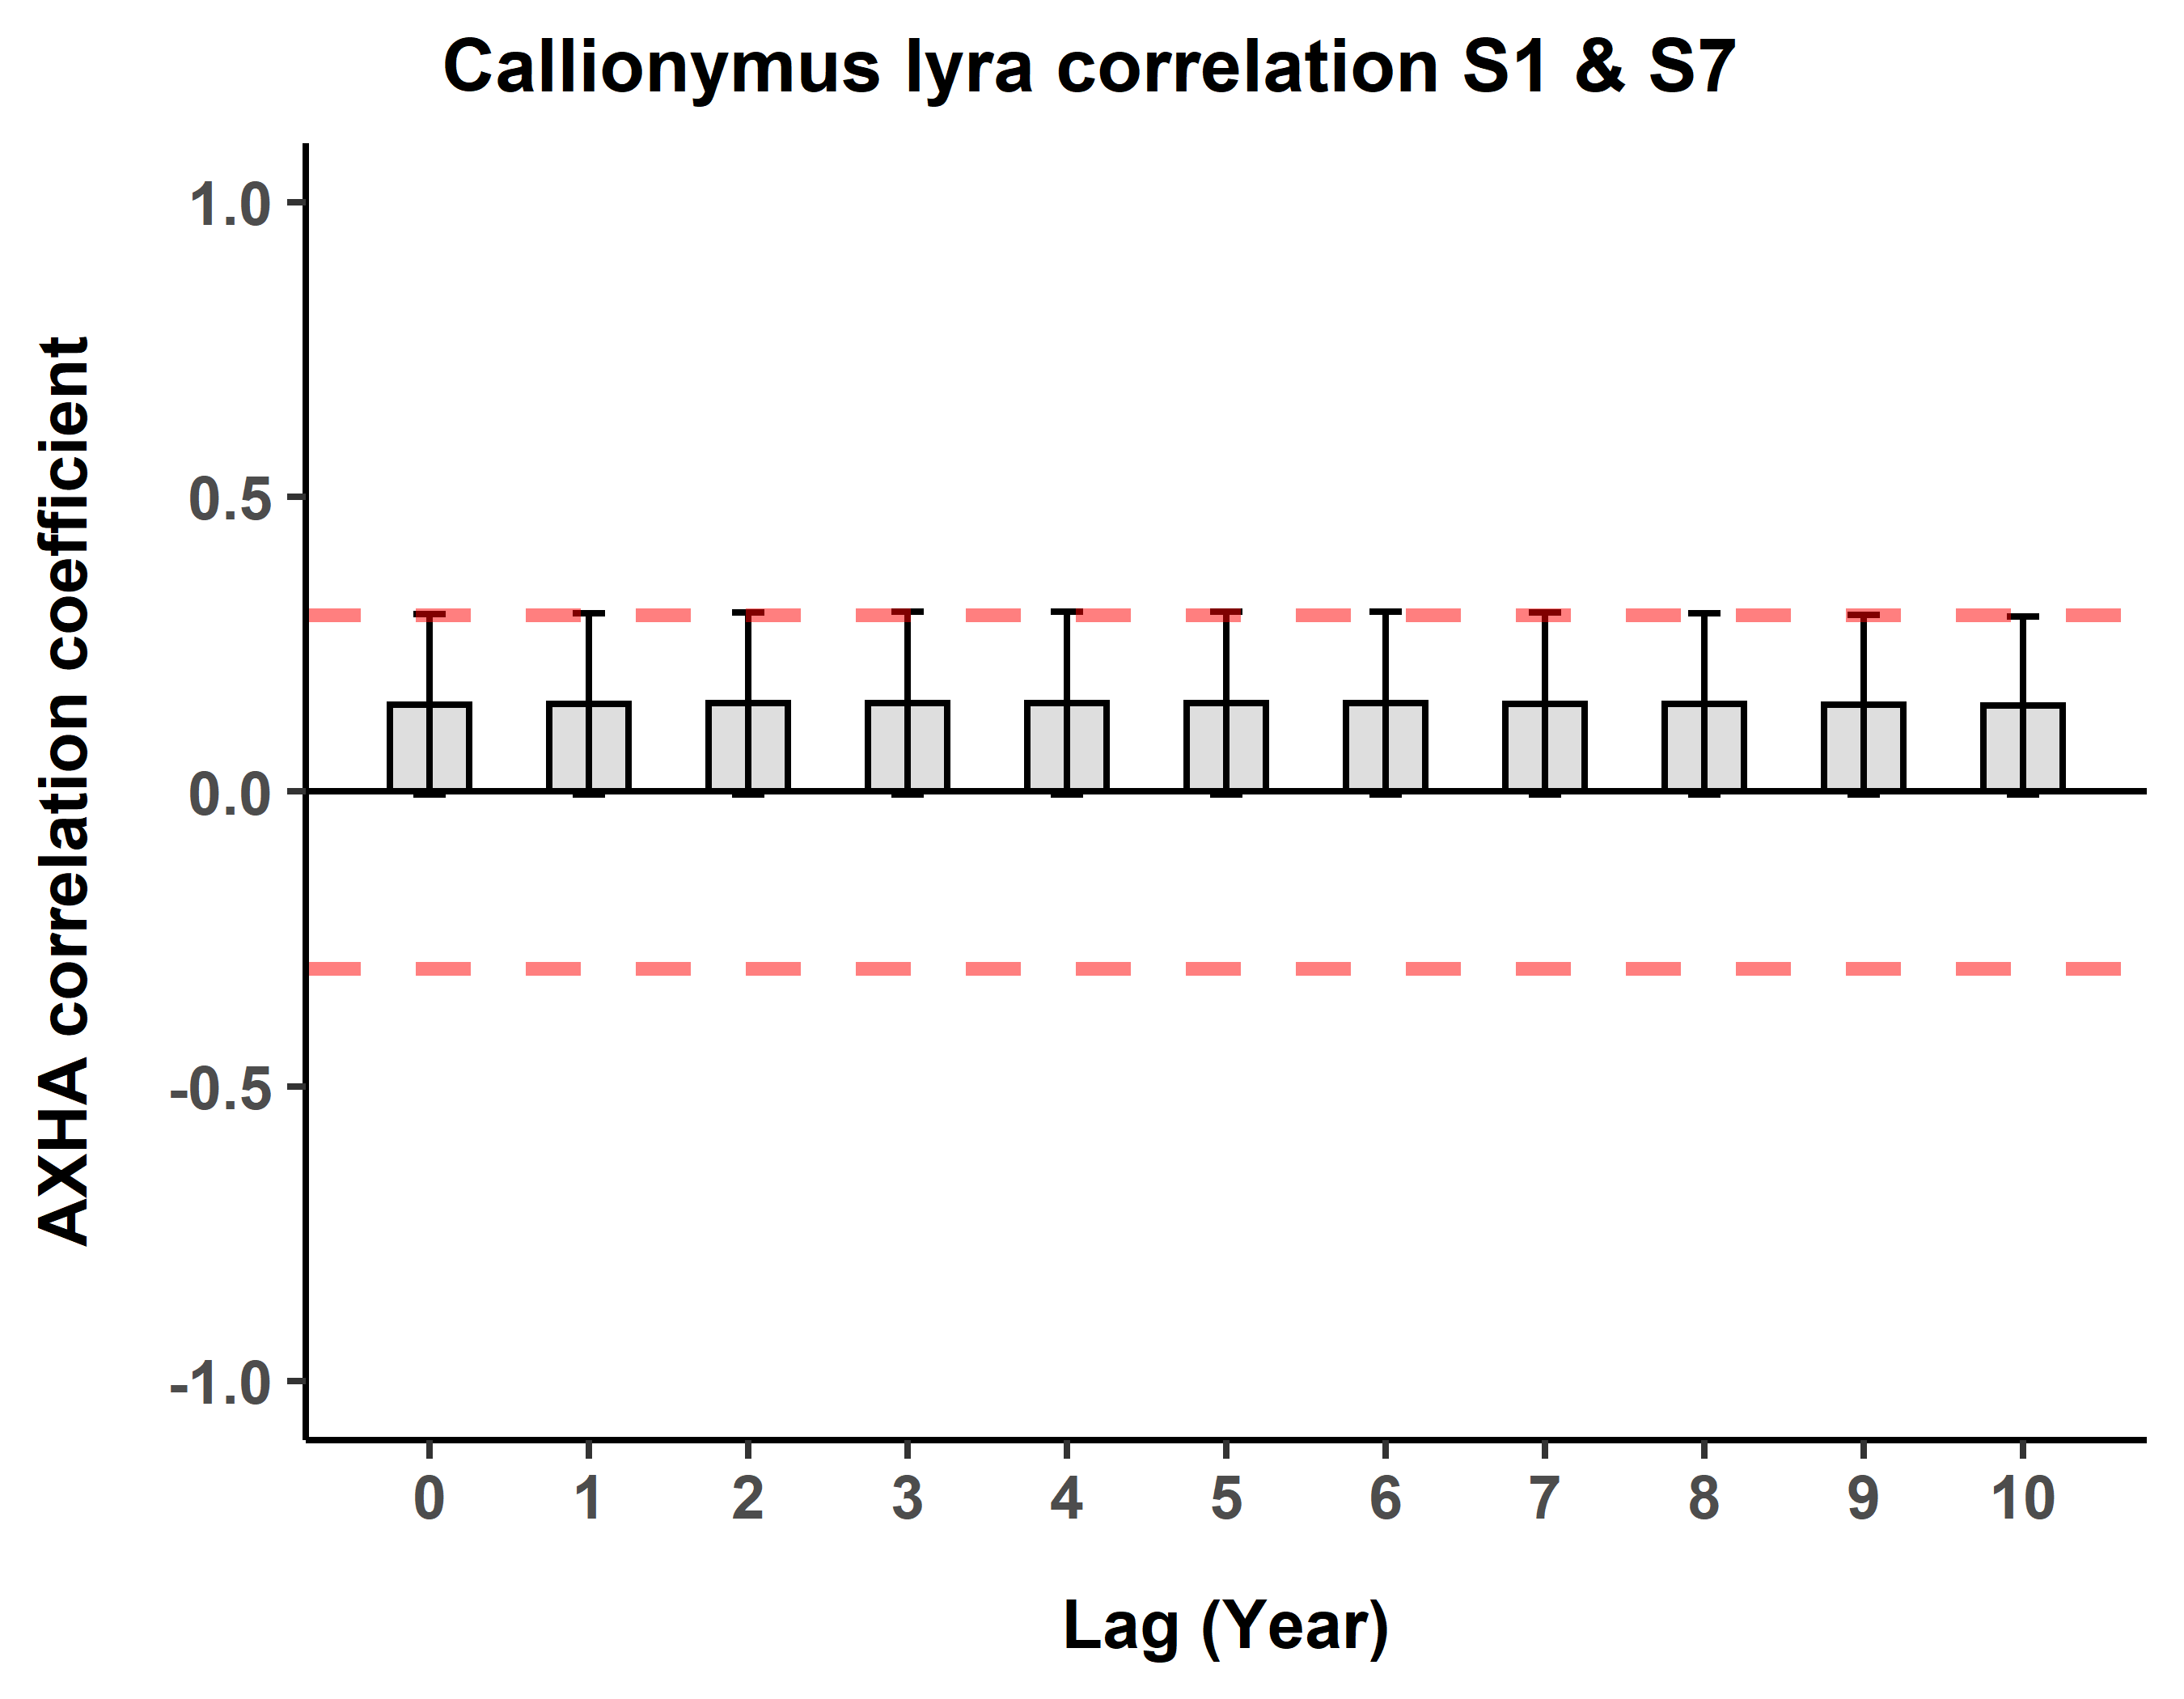 Callionymus lyra correlation S1 & S7
AXHA correlation coefficient
1.0
0.5
0.0
-0.5
-1.0
0 1 2 3 4 5 6 7 8 9 10
Lag (Year)